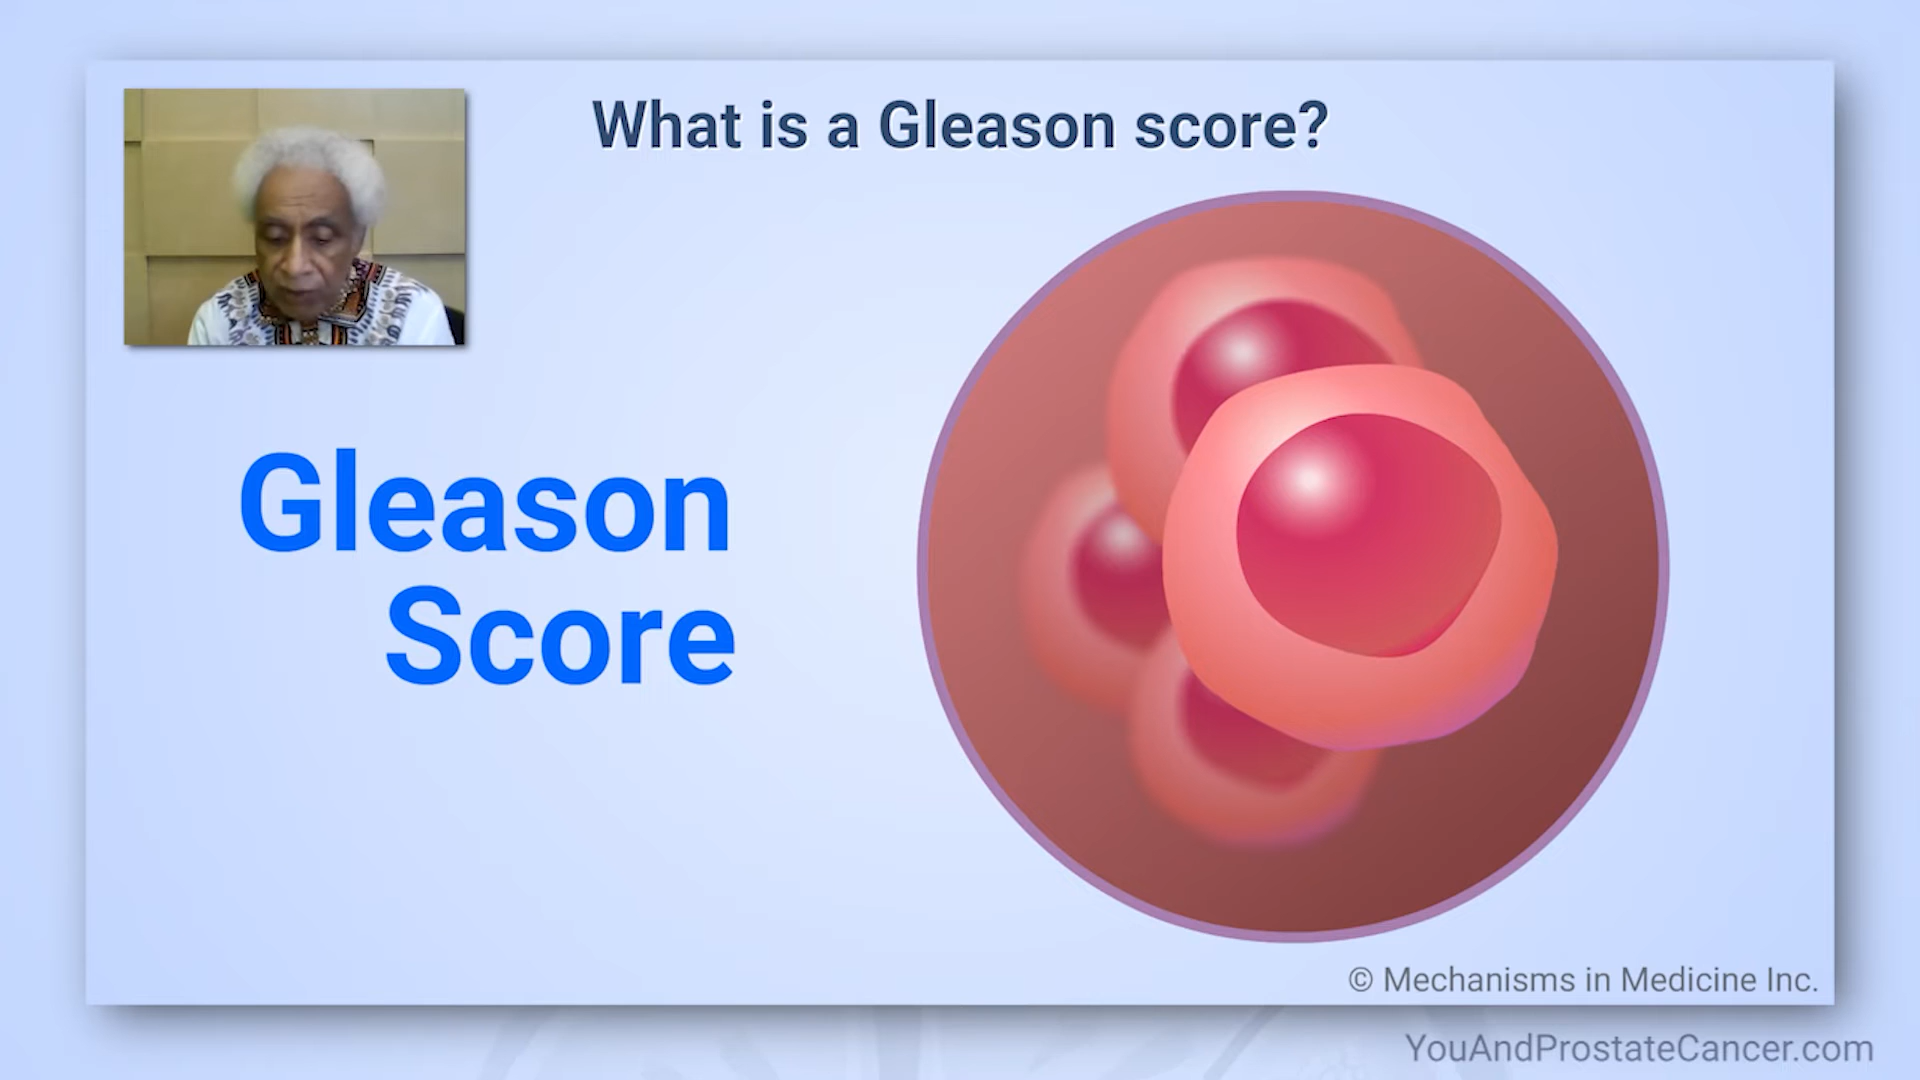 What is a Gleason score?
Gleason
Score
© Mechanisms in Medicine Inc.
YouAndProstateCancer.com